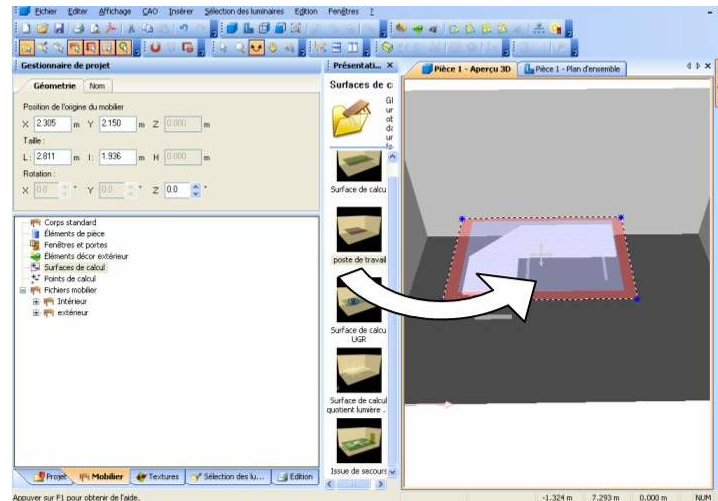 Fichier Editer Affichage CAO Insérer Sélection des luminaires Edition Fenêtres ?
Gestionnaire de projet
Géometrie Nom
Position de l'origine du mobilier
X 2.305 m Y 2.150 m Z 0.000 m
Taille :
L: 2.811 m l: 1.936 m H 0.000 m
Rotation :
X 0.0 ° Y 0.0 ° Z 0.0 °
Corps standard
Éléments de pièce
Fenêtres et portes
Éléments décor extérieur
Surfaces de calcul
Points de calcul
Fichiers mobilier
Intérieur
extérieur
Projet Mobilier Textures Sélection des lu... Edition
Présentati... X
Surfaces de c
Surface de calcu
poste de travail
Surface de calcu
UGR
Surface de calcul
quotient lumière .
Issue de secours
Pièce 1 - Aperçu 3D Pièce 1 - Plan d'ensemble
Appuyer sur F1 pour obtenir de l'aide.
-1.324 m 7.293 m 0.000 m NUM